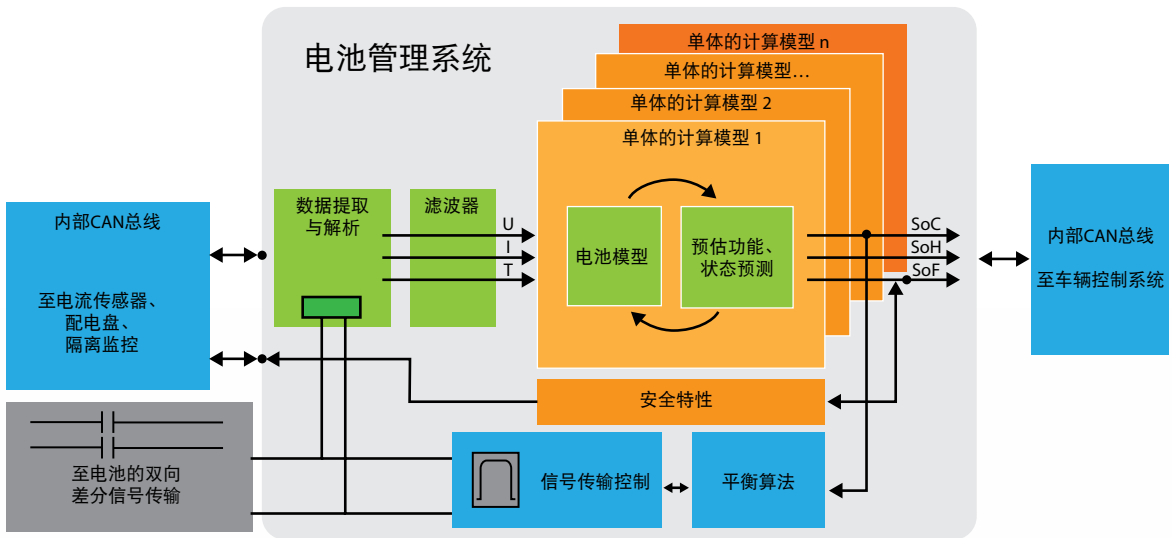 电池管理系统
单体的计算模型 n
单体的计算模型…
单体的计算模型 2
单体的计算模型 1
内部CAN总线
至电流传感器、
配电盘、
隔离监控
数据提取
与解析
滤波器
U
I
T
电池模型
预估功能、
状态预测
SoC
SoH
SoF
内部CAN总线
至车辆控制系统
安全特性
至电池的双向
差分信号传输
信号传输控制
平衡算法